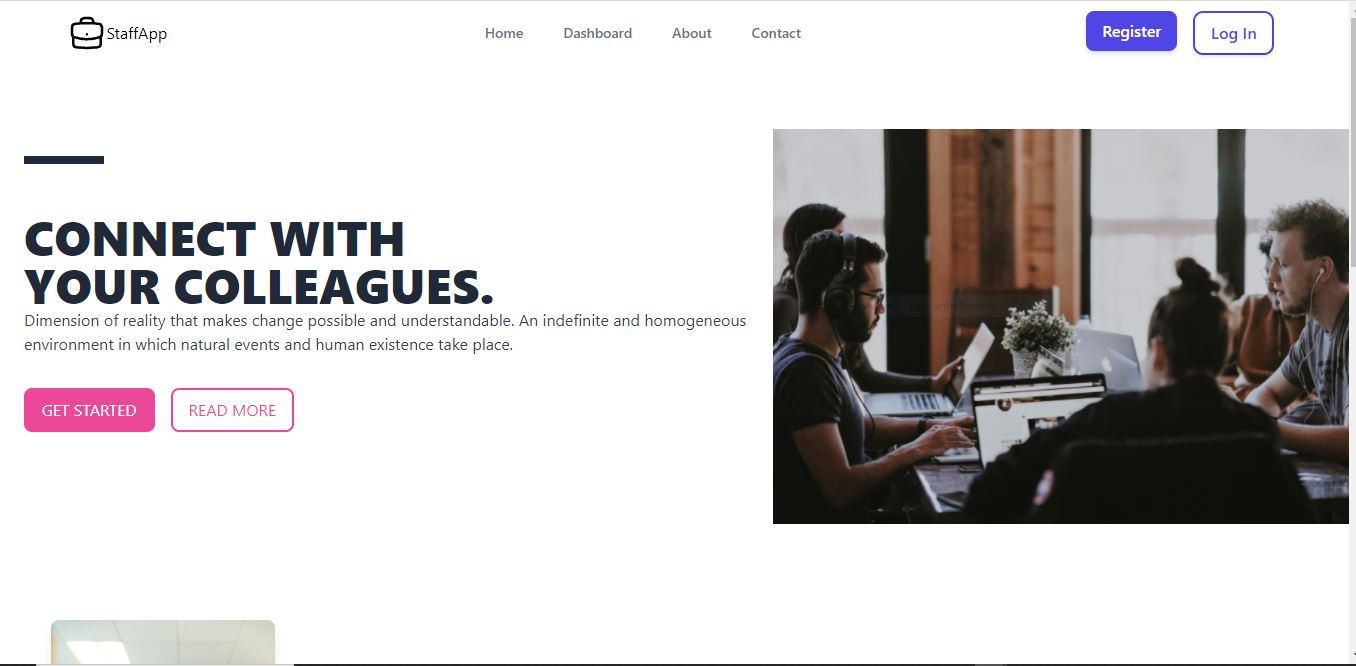 StaffApp
Home
Dashboard
About
Contact
Register
Log In
CONNECT WITH
YOUR COLLEAGUES.
Dimension of reality that makes change possible and understandable. An indefinite and homogeneous
environment in which natural events and human existence take place.
GET STARTED
READ MORE